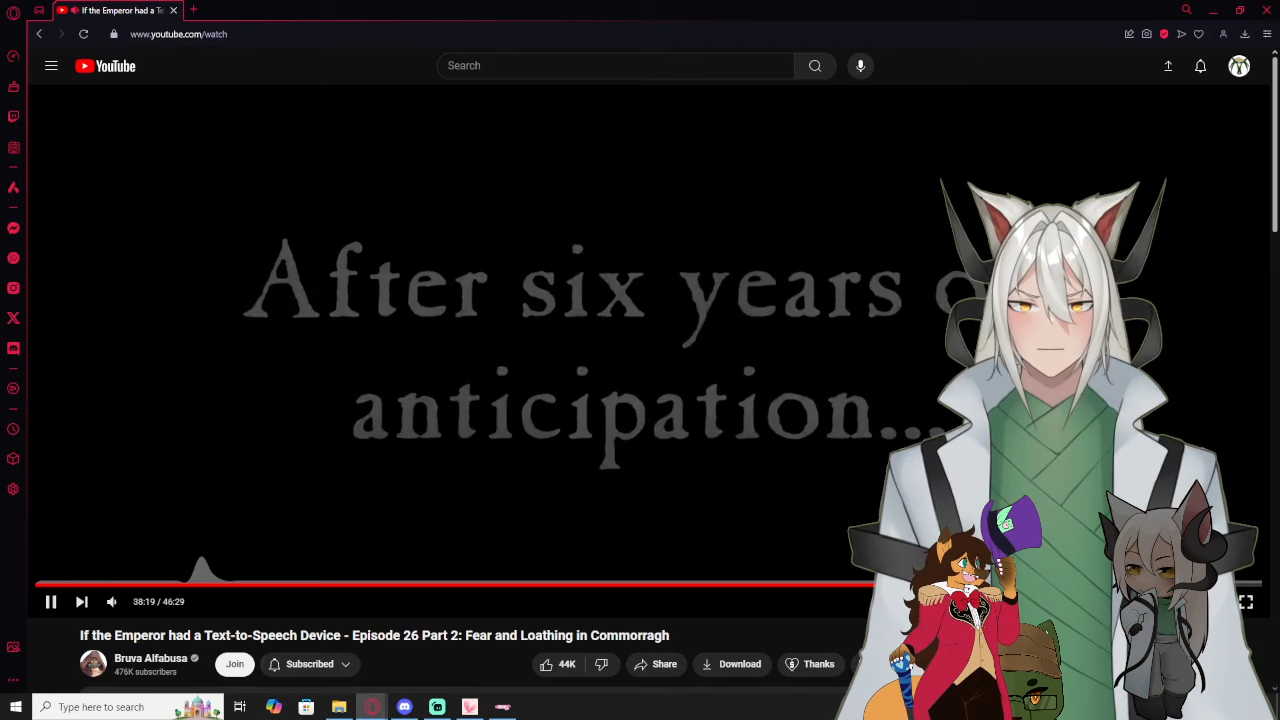 If the Emperor had a Te
www.youtube.com/watch
YouTube
Search
After six years
anticipation...
38:19 / 46:29
If the Emperor had a Text-to-Speech Device - Episode 26 Part 2: Fear and Loathing in Commorragh
Bruva Alfabusa
476K subscribers
Join
Subscribed
44K
Share
Download
Thanks
Type here to search